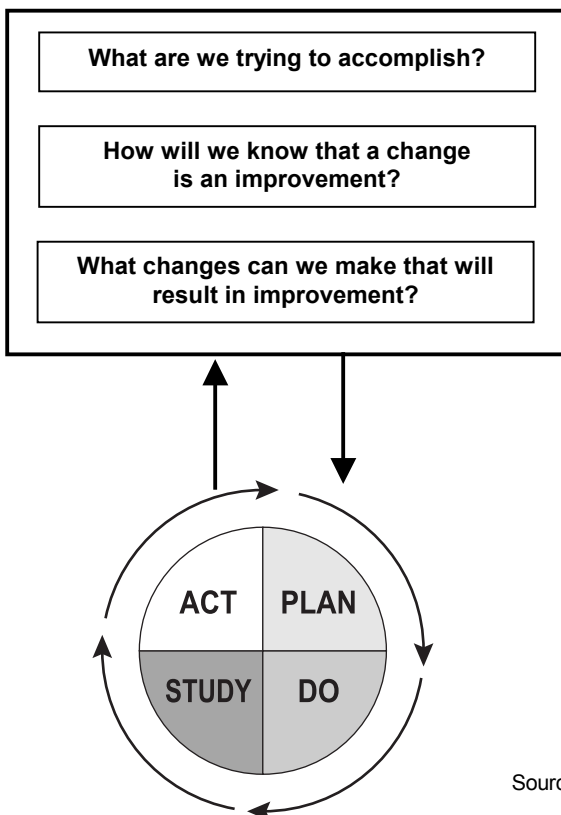 What are we trying to accomplish?
How will we know that a change
is an improvement?
What changes can we make that will
result in improvement?
ACT PLAN
STUDY DO